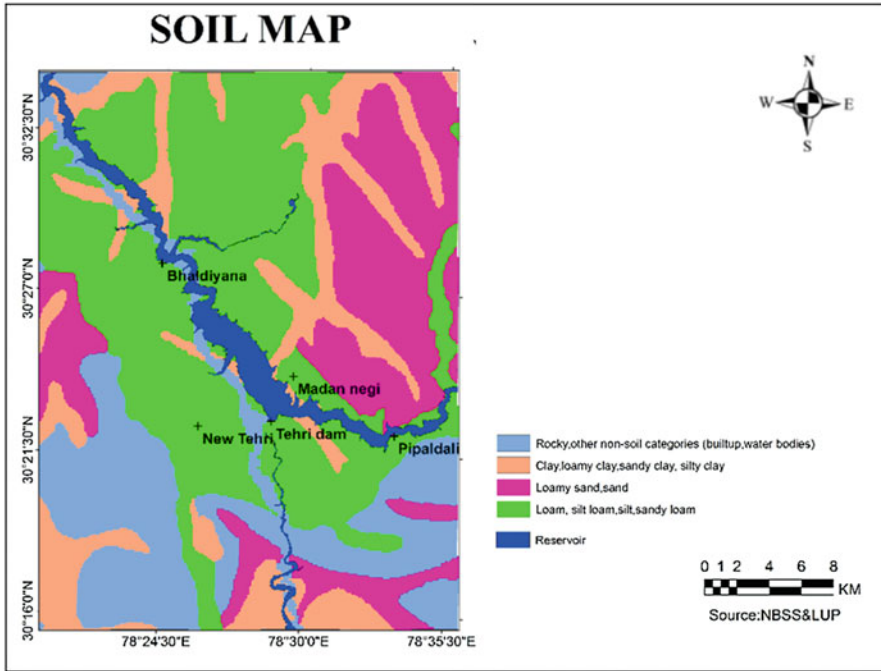 SOIL MAP
N
W
E
S
30°32'30"N
30°27'0"N
30°21'30"N
30°16'0"N
Bhaldiyana
Madan negi
New Tehri
Tehri dam
Pipaldali
78°24'30"E
78°30'0"E
78°35'30"E
Rocky,other non-soil categories (builtup,water bodies)
Clay,loamy clay,sandy clay, silty clay
Loamy sand,sand
Loam, silt loam,silt,sandy loam
Reservoir
0 1 2 4 6 8
KM
Source:NBSS&LUP